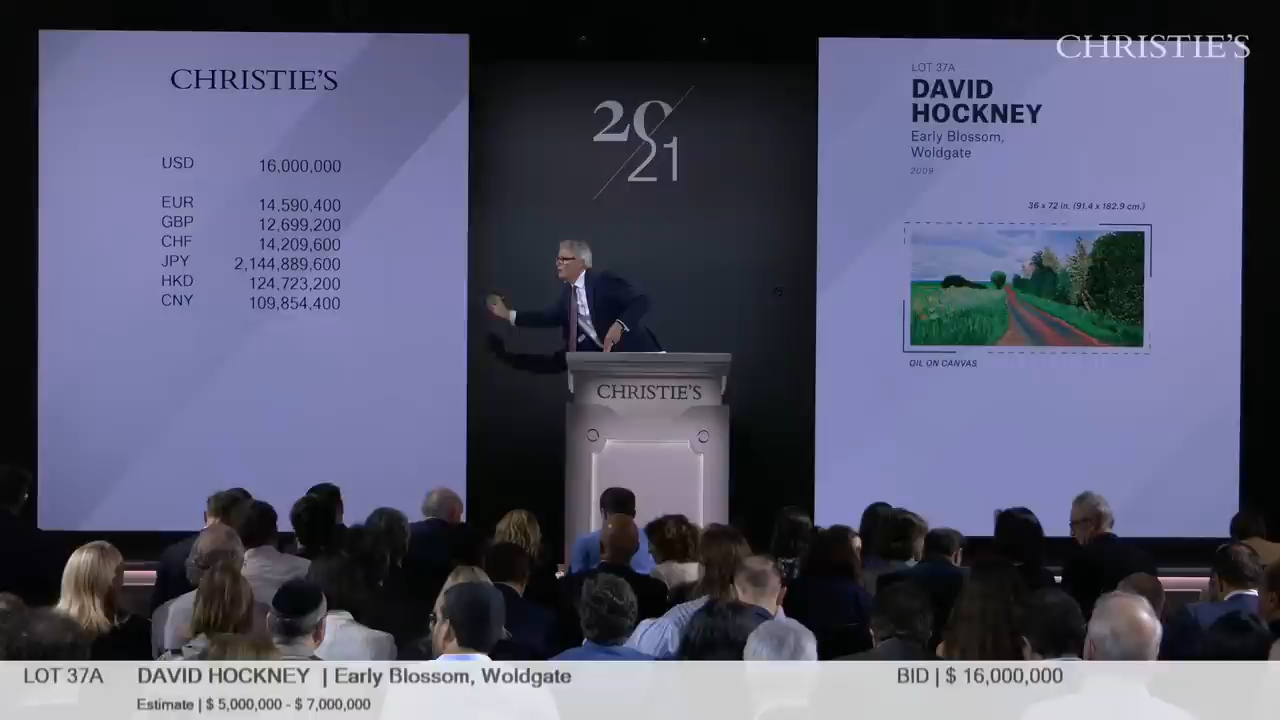 CHRISTIE'S
USD 16,000,000
EUR 14,590,400
GBP 12,699,200
CHF 14,209,600
JPY 2,144,889,600
HKD 124,723,200
CNY 109,854,400
20
21
CHRISTIE'S
CHRISTIE'S
LOT 37A
DAVID
HOCKNEY
Early Blossom,
Woldgate
2009
36 x 72 in. (91.4 x 182.9 cm.)
OIL ON CANVAS
LOT 37A DAVID HOCKNEY | Early Blossom, Woldgate BID | $ 16,000,000
Estimate | $ 5,000,000 - $ 7,000,000